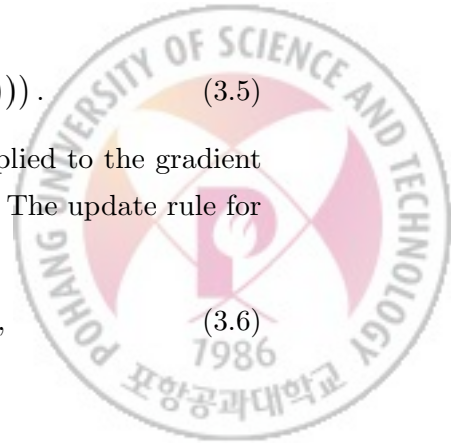 ))) . (3.5)
plied to the gradient
The update rule for
, (3.6)
POHANG UNIVERSITY OF SCIENCE AND TECHNOLOGY
1986
포항공과대학교